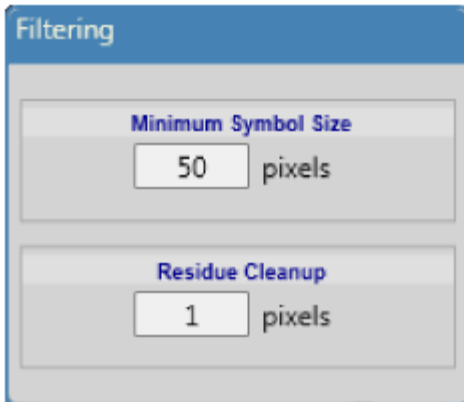 Filtering
Minimum Symbol Size
50 pixels
Residue Cleanup
1 pixels